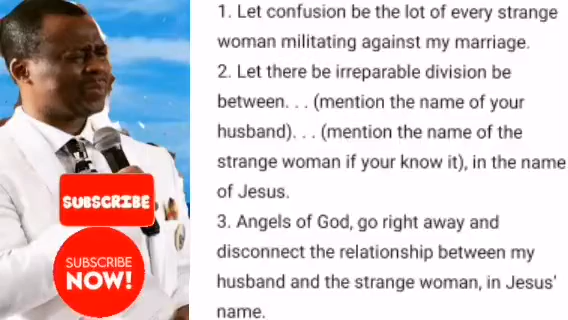 1. Let confusion be the lot of every strange
woman militating against my marriage.
2. Let there be irreparable division be
between. . . (mention the name of your
husband). . . (mention the name of the
strange woman if your know it), in the name
of Jesus.
3. Angels of God, go right away and
disconnect the relationship between my
husband and the strange woman, in Jesus'
name.
SUBSCRIBE
SUBSCRIBE
NOW!